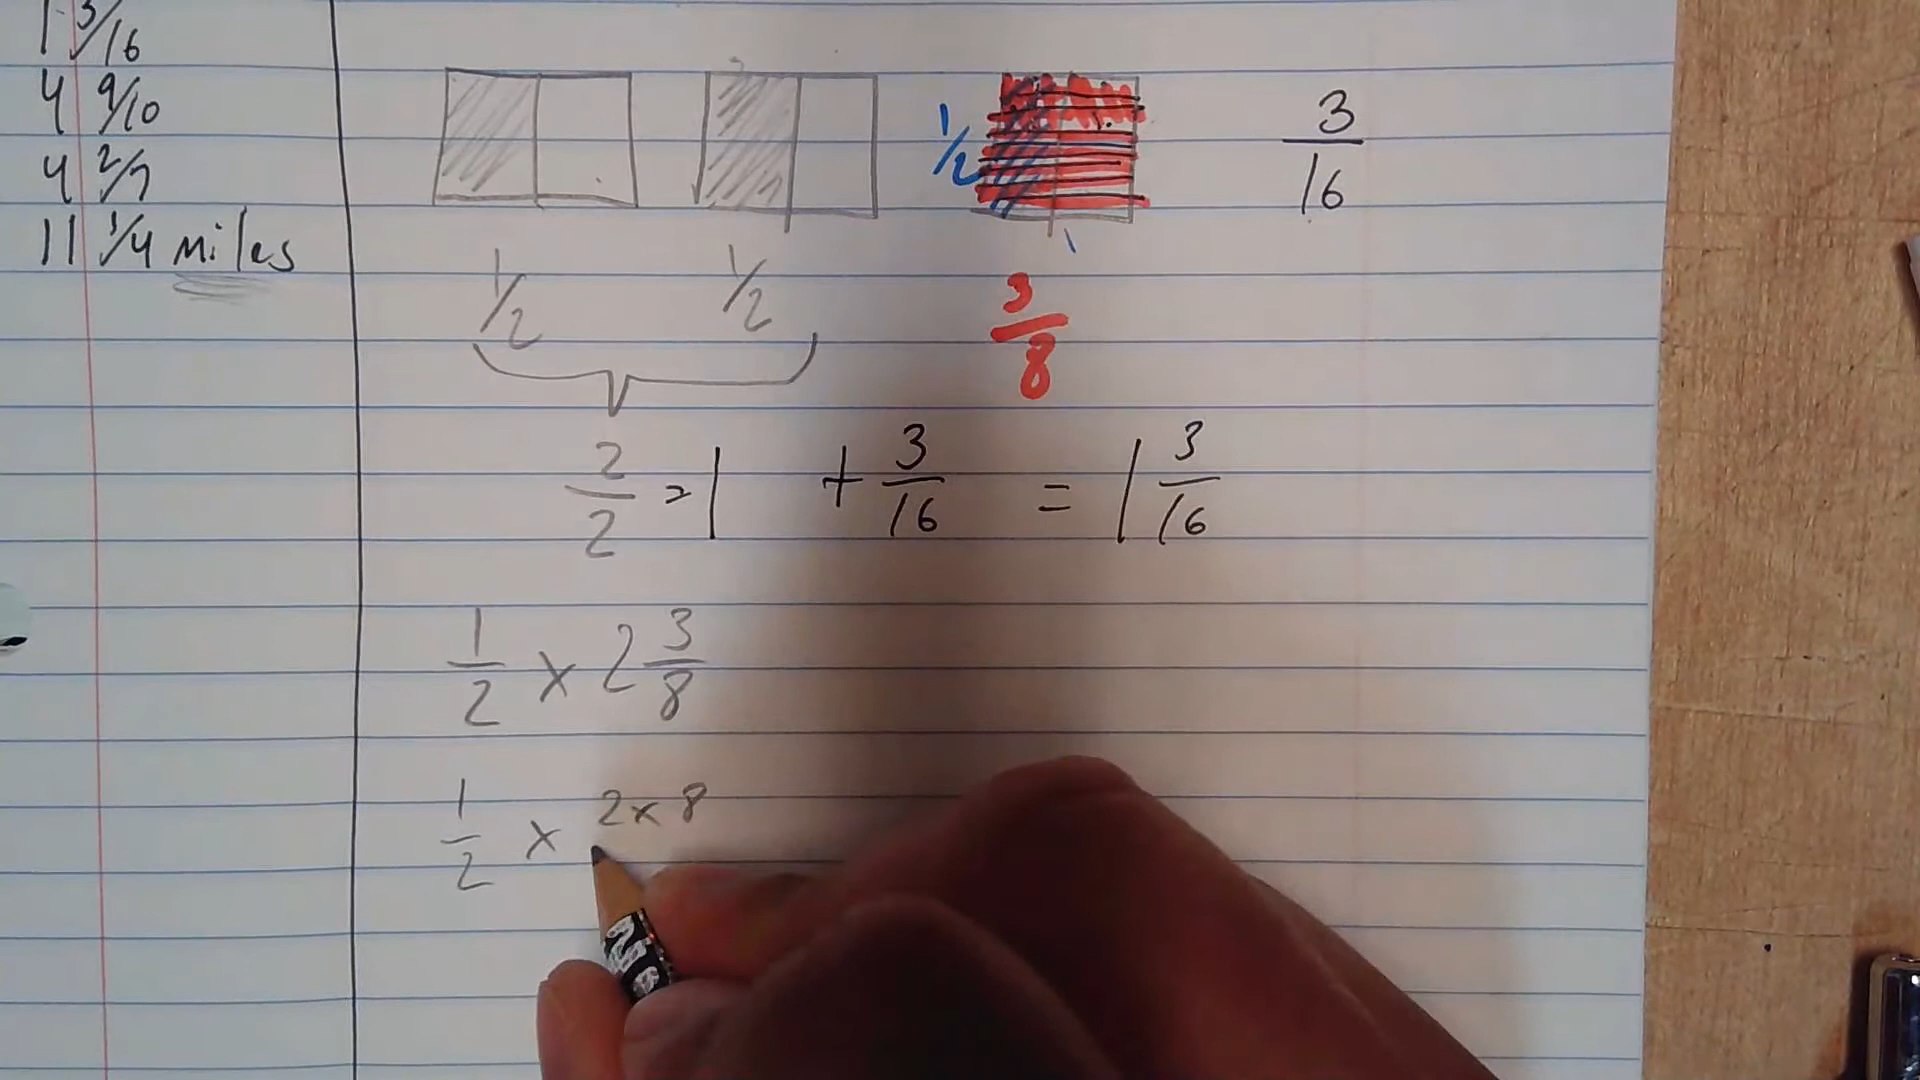 1 3/16
4 9/10
4 2/7
11 1/4 miles
1/2
3/16
1/2 1/2
3/8
2/2 = 1 + 3/16 = 1 3/16
1/2 x 2 3/8
1/2 x 2 x 8